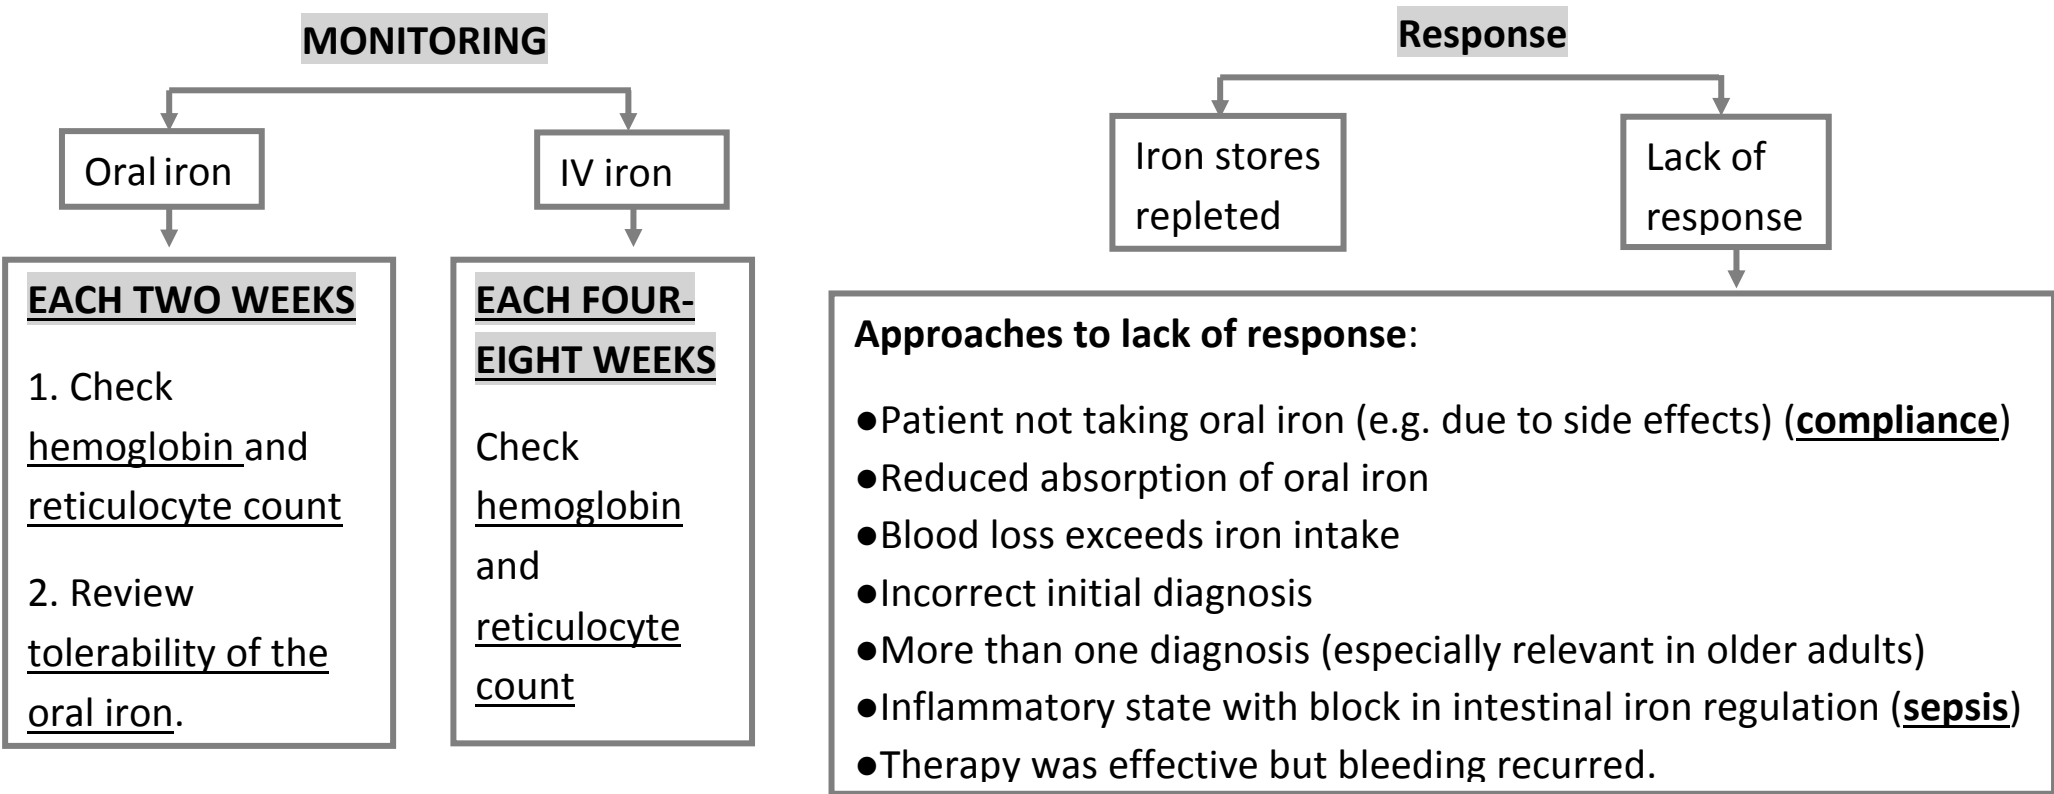 MONITORING
Oral iron
IV iron
EACH TWO WEEKS
1. Check
hemoglobin and
reticulocyte count
2. Review
tolerability of the
oral iron.
EACH FOUR-
EIGHT WEEKS
Check
hemoglobin
and
reticulocyte
count
Response
Iron stores
repleted
Lack of
response
Approaches to lack of response:
●Patient not taking oral iron (e.g. due to side effects) (compliance)
●Reduced absorption of oral iron
●Blood loss exceeds iron intake
●Incorrect initial diagnosis
●More than one diagnosis (especially relevant in older adults)
●Inflammatory state with block in intestinal iron regulation (sepsis)
●Therapy was effective but bleeding recurred.